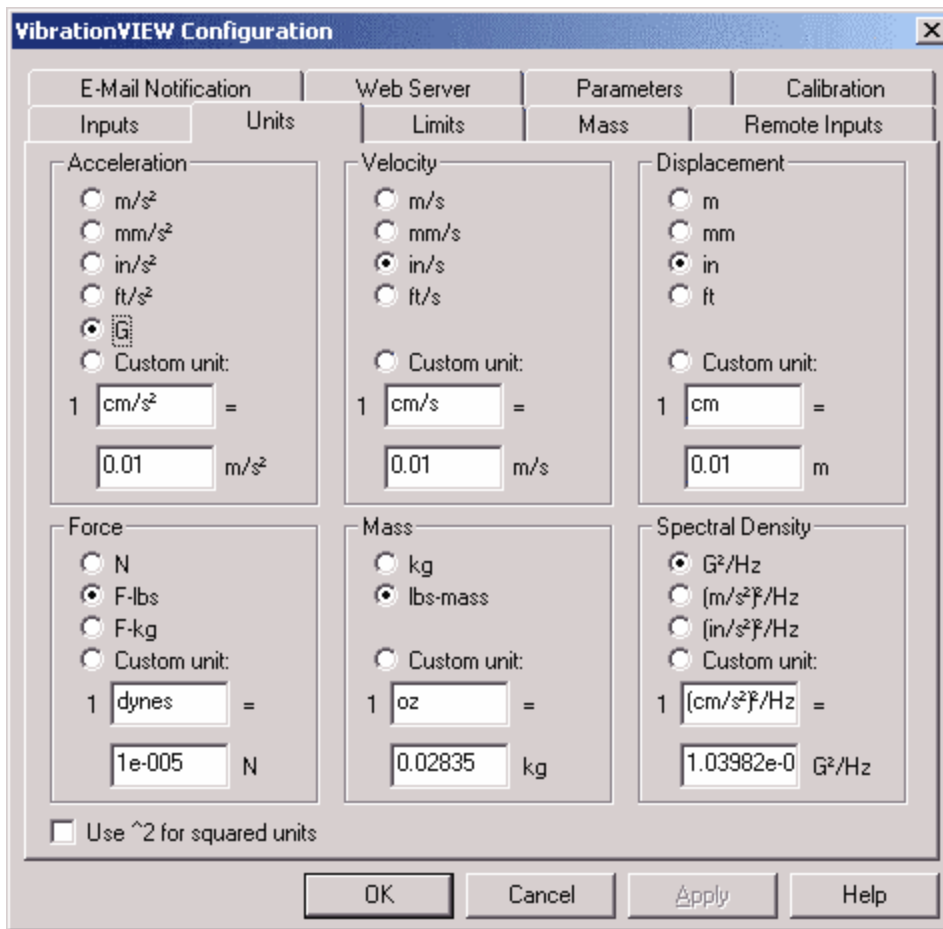 VibrationVIEW Configuration
E-Mail Notification Web Server Parameters Calibration
Inputs Units Limits Mass Remote Inputs
Acceleration
m/s²
mm/s²
in/s²
ft/s²
G
Custom unit:
1 cm/s² =
0.01 m/s²
Velocity
m/s
mm/s
in/s
ft/s
Custom unit:
1 cm/s =
0.01 m/s
Displacement
m
mm
in
ft
Custom unit:
1 cm =
0.01 m
Force
N
F-lbs
F-kg
Custom unit:
1 dynes =
1e-005 N
Mass
kg
lbs-mass
Custom unit:
1 oz =
0.02835 kg
Spectral Density
G²/Hz
(m/s²)²/Hz
(in/s²)²/Hz
Custom unit:
1 (cm/s²)²/Hz =
1.03982e-0 G²/Hz
Use ^2 for squared units
OK Cancel Apply Help